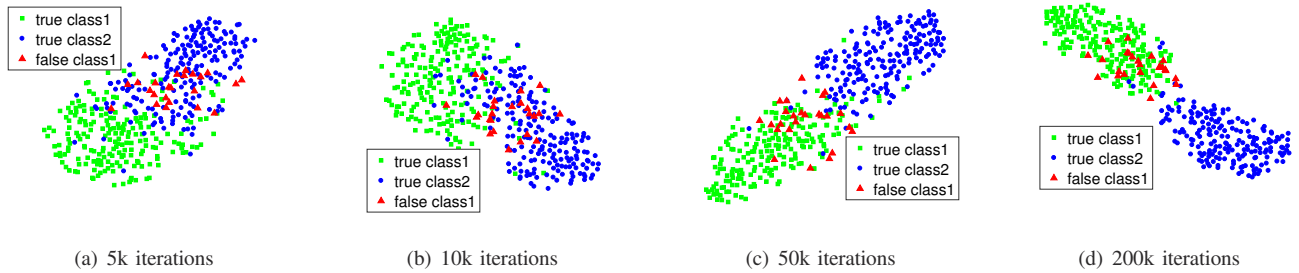 true class1
true class2
false class1
true class1
true class2
false class1
true class1
true class2
false class1
true class1
true class2
false class1
(a) 5k iterations
(b) 10k iterations
(c) 50k iterations
(d) 200k iterations